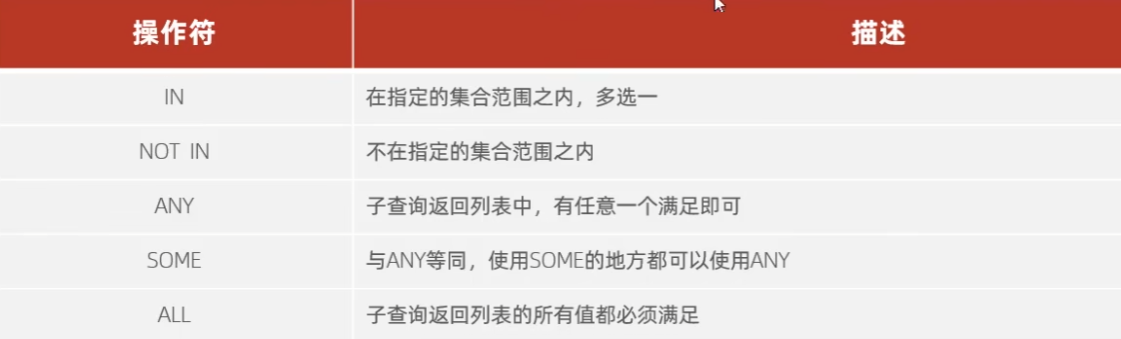 操作符 描述
IN 在指定的集合范围之内，多选一
NOT IN 不在指定的集合范围之内
ANY 子查询返回列表中，有任意一个满足即可
SOME 与ANY等同，使用SOME的地方都可以使用ANY
ALL 子查询返回列表的所有值都必须满足